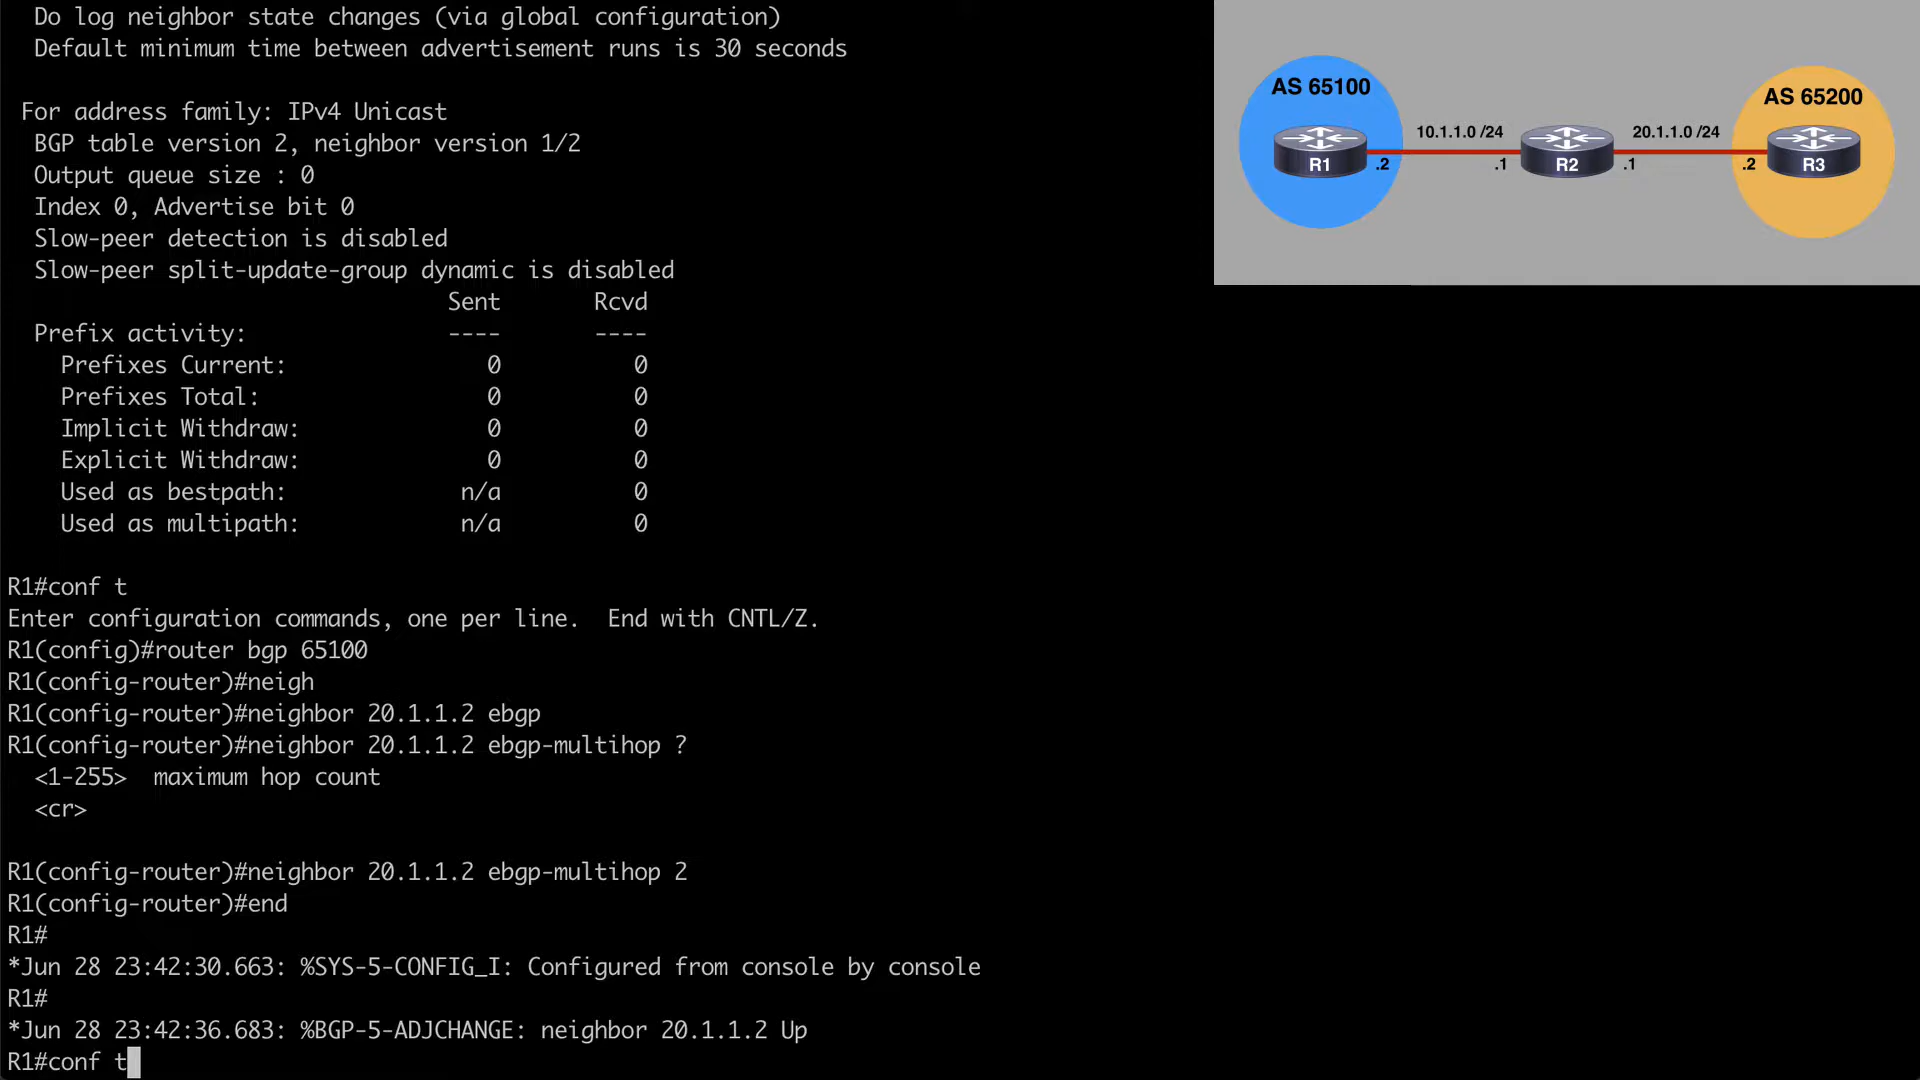 Do log neighbor state changes (via global configuration)
Default minimum time between advertisement runs is 30 seconds
For address family: IPv4 Unicast
BGP table version 2, neighbor version 1/2
Output queue size : 0
Index 0, Advertise bit 0
Slow-peer detection is disabled
Slow-peer split-update-group dynamic is disabled
Sent Rcvd
Prefix activity: ---- ----
Prefixes Current: 0 0
Prefixes Total: 0 0
Implicit Withdraw: 0 0
Explicit Withdraw: 0 0
Used as bestpath: n/a 0
Used as multipath: n/a 0
R1#conf t
Enter configuration commands, one per line. End with CNTL/Z.
R1(config)#router bgp 65100
R1(config-router)#neigh
R1(config-router)#neighbor 20.1.1.2 ebgp
R1(config-router)#neighbor 20.1.1.2 ebgp-multihop ?
<1-255> maximum hop count
<cr>
R1(config-router)#neighbor 20.1.1.2 ebgp-multihop 2
R1(config-router)#end
R1#
*Jun 28 23:42:30.663: %SYS-5-CONFIG_I: Configured from console by console
R1#
*Jun 28 23:42:36.683: %BGP-5-ADJCHANGE: neighbor 20.1.1.2 Up
R1#conf t
AS 65100
AS 65200
10.1.1.0 /24
20.1.1.0 /24
R1 .2 .1 R2 .1 .2 R3